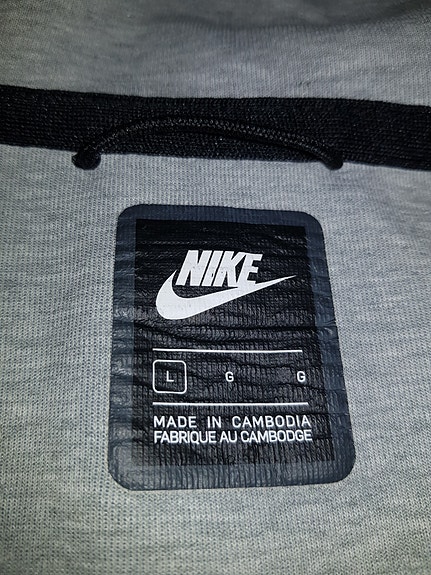 NIKE
L G G
MADE IN CAMBODIA
FABRIQUE AU CAMBODGE